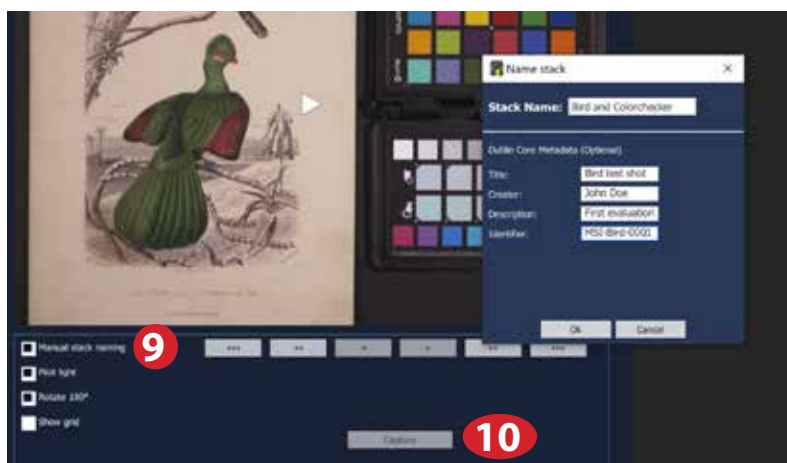 Name stack
Stack Name: Bird and Colorchecker
Dublin Core Metadata (Optional)
Title: Bird test shot
Creator: John Doe
Description: First evaluation
Identifier: MSI-Bird-0001
Ok Cancel
Manual stack naming 9
Pilot light
Rotate 180°
Show grid
Capture 10